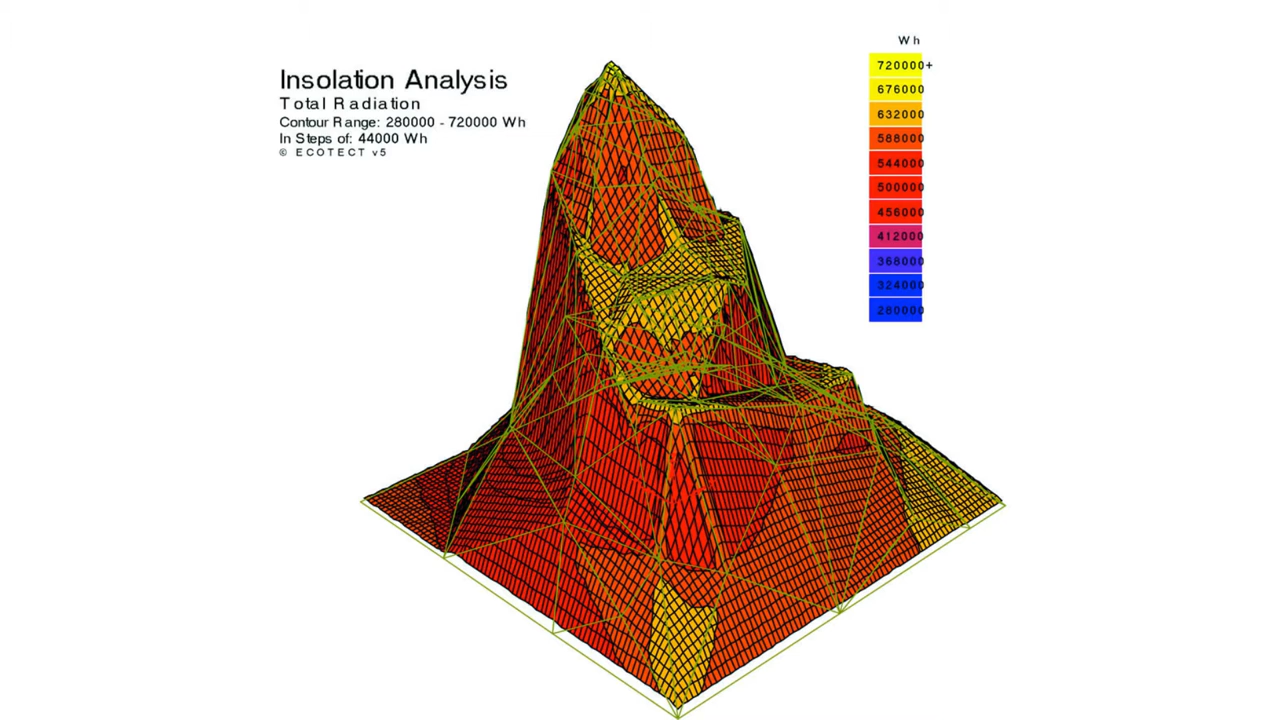 Insolation Analysis
Total Radiation
Contour Range: 280000 - 720000 Wh
In Steps of: 44000 Wh
© ECOTECT v5
Wh
720000+
676000
632000
588000
544000
500000
456000
412000
368000
324000
280000